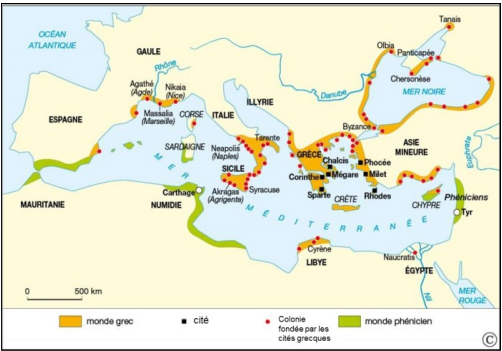 OCÉAN
ATLANTIQUE
GAULE
Rhône
Agathé
(Agde)
Nikaia
(Nice)
Massalia
(Marseille)
CORSE
ITALIE
ILLYRIE
ESPAGNE
SARDAIGNE
Neapolis
(Naples)
Tarente
SICILE
Akragas
(Agrigente)
Syracuse
Carthage
MAURITANIE
NUMIDIE
MER MÉDITERRANÉE
Danube
Olbia
Tanaïs
Panticapée
Chersonèse
MER NOIRE
Byzance
ASIE
MINEURE
Euphrate
GRÈCE
Chalcis
Phocée
Corinthe
Mégare
Milet
Sparte
Rhodes
CRÈTE
CHYPRE
Phéniciens
Tyr
Cyrène
LIBYE
Naucratis
ÉGYPTE
Nil
MER
ROUGE
0 500 km
monde grec
cité
Colonie
fondée par les
cités grecques
monde phénicien
©